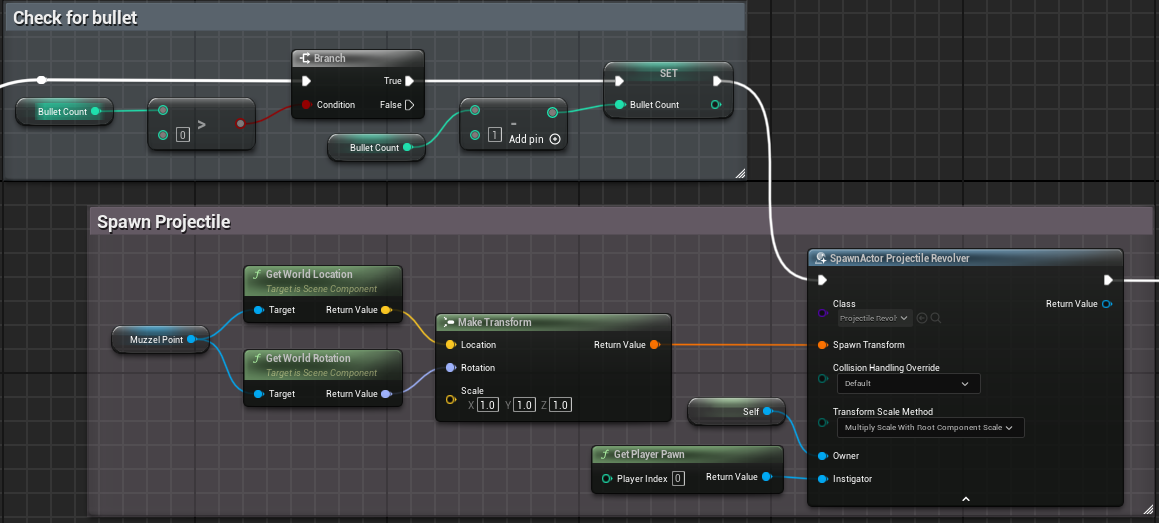 Check for bullet
Branch
True
Condition
False
Bullet Count
0
>
Bullet Count
1
-
Add pin
SET
Bullet Count
Spawn Projectile
Get World Location
Target is Scene Component
Target
Return Value
Muzzel Point
Get World Rotation
Target is Scene Component
Target
Return Value
Make Transform
Location
Return Value
Rotation
Scale
X 1.0 Y 1.0 Z 1.0
Self
Get Player Pawn
Player Index 0
Return Value
SpawnActor Projectile Revolver
Class
Return Value
Projectile Revol
Spawn Transform
Collision Handling Override
Default
Transform Scale Method
Multiply Scale With Root Component Scale
Owner
Instigator